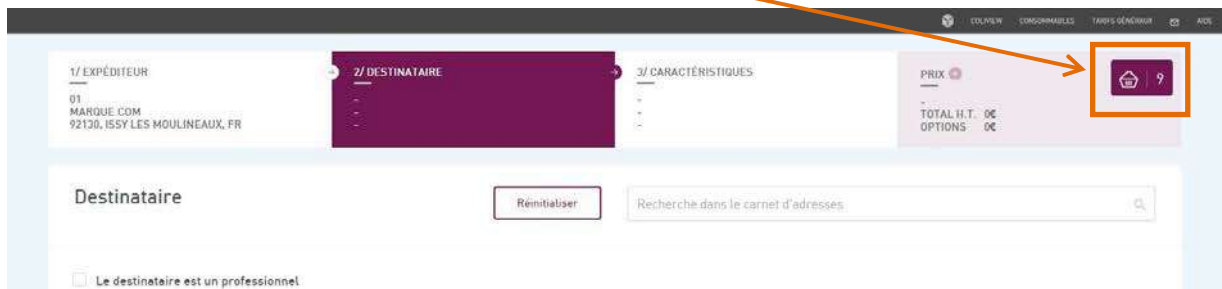 COLIVIEW CONSOMMABLES TARIFS GÉNÉRAUX AIDE
1/ EXPÉDITEUR
01
MARQUE COM
92130, ISSY LES MOULINEAUX, FR
2/ DESTINATAIRE
-
-
-
3/ CARACTÉRISTIQUES
-
-
-
PRIX
-
TOTAL H.T. 0€
OPTIONS 0€
9
Destinataire
Réinitialiser
Recherche dans le carnet d'adresses
Le destinataire est un professionnel